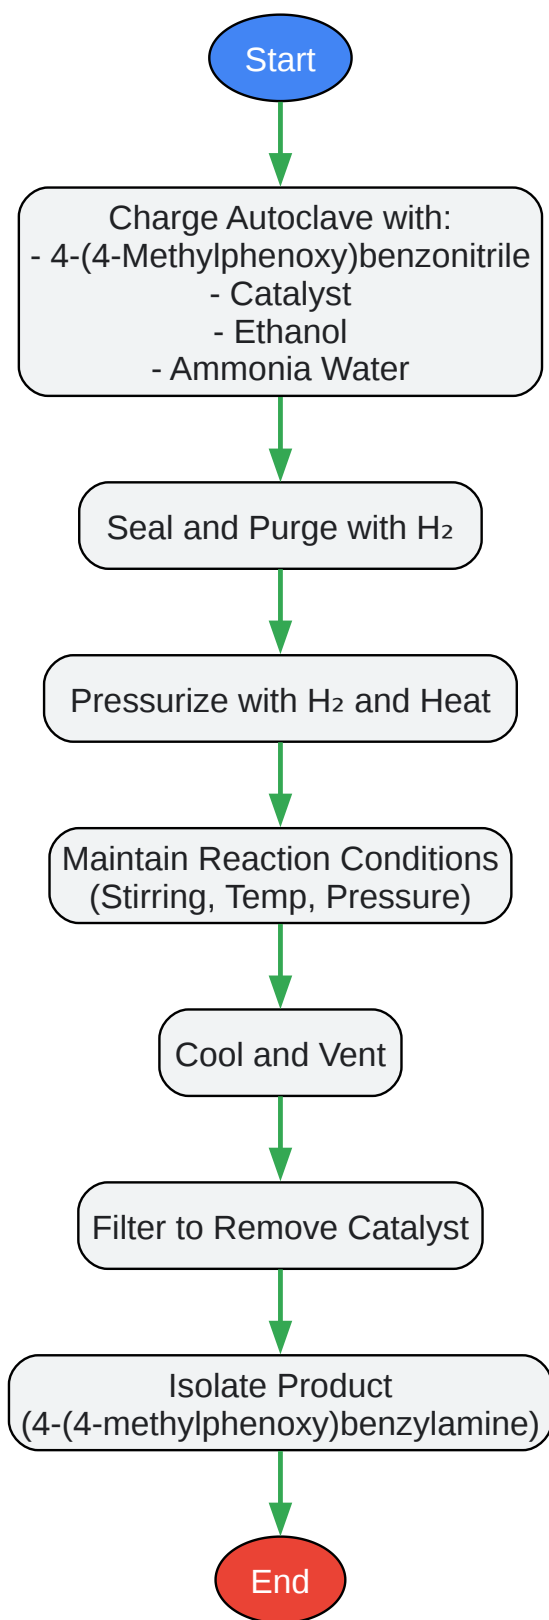 Start
Charge Autoclave with:
- 4-(4-Methylphenoxy)benzonitrile
- Catalyst
- Ethanol
- Ammonia Water
Seal and Purge with H₂
Pressurize with H₂ and Heat
Maintain Reaction Conditions
(Stirring, Temp, Pressure)
Cool and Vent
Filter to Remove Catalyst
Isolate Product
(4-(4-methylphenoxy)benzylamine)
End